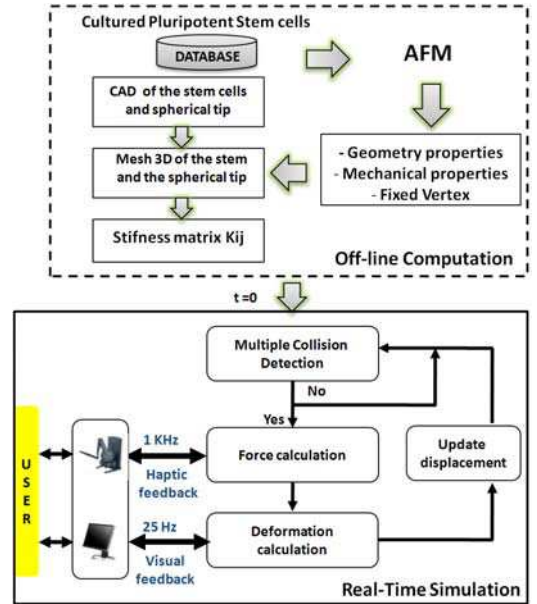 Cultured Pluripotent Stem cells
DATABASE
AFM
CAD of the stem cells
and spherical tip
Mesh 3D of the stem
and the spherical tip
- Geometry properties
- Mechanical properties
- Fixed Vertex
Stifness matrix Kij
Off-line Computation
t =0
Multiple Collision
Detection
No
Yes
USER
1 KHz
Haptic
feedback
Force calculation
Update
displacement
25 Hz
Visual
feedback
Deformation
calculation
Real-Time Simulation